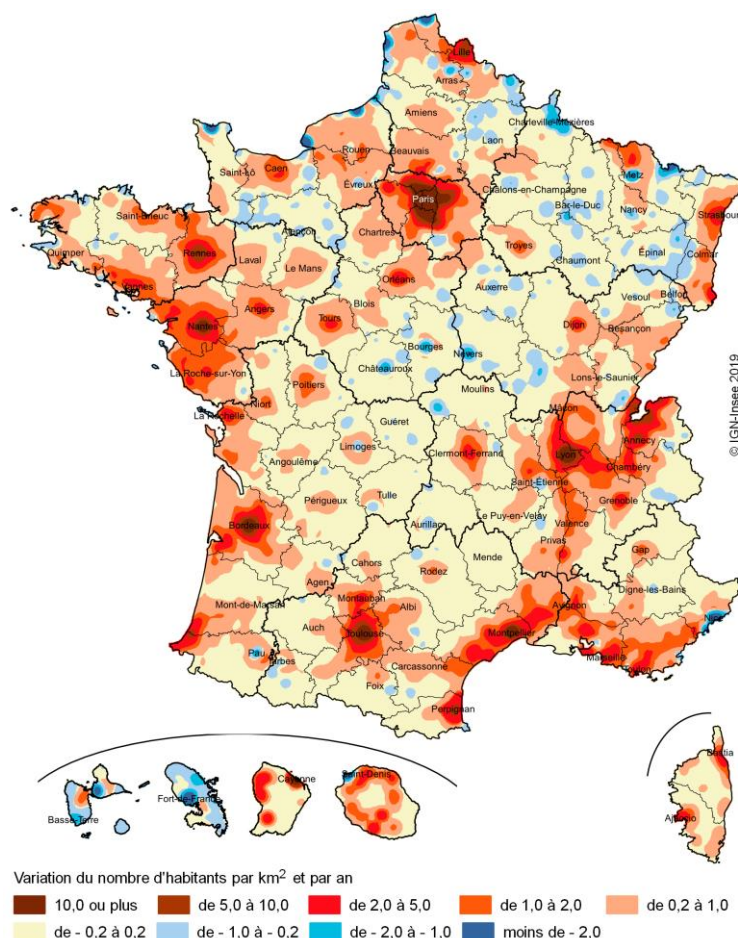 Lille
Arras
Amiens
Charleville-Mézières
Laon
Rouen
Beauvais
Saint-Lô
Caen
Évreux
Paris
Châlons-en-Champagne
Metz
Bar-le-Duc
Nancy
Strasbourg
Saint-Brieuc
Alençon
Chartres
Troyes
Épinal
Quimper
Rennes
Laval
Le Mans
Chaumont
Colmar
Vannes
Orléans
Auxerre
Vesoul
Belfort
Angers
Blois
Tours
Nantes
Dijon
Besançon
Bourges
Nevers
Châteauroux
La Roche-sur-Yon
Poitiers
Moulins
Lons-le-Saunier
© IGN-Insee 2019
Niort
La Rochelle
Guéret
Mâcon
Annecy
Limoges
Clermont-Ferrand
Lyon
Angoulême
Chambéry
Saint-Étienne
Périgueux
Tulle
Grenoble
Le Puy-en-Velay
Valence
Bordeaux
Aurillac
Privas
Cahors
Mende
Gap
Rodez
Agen
Digne-les-Bains
Mont-de-Marsan
Montauban
Albi
Avignon
Nice
Auch
Toulouse
Montpellier
Pau
Tarbes
Carcassonne
Marseille
Toulon
Foix
Perpignan
Bastia
Ajaccio
Basse-Terre
Fort-de-France
Cayenne
Saint-Denis
Variation du nombre d'habitants par km² et par an
10,0 ou plus de 5,0 à 10,0 de 2,0 à 5,0 de 1,0 à 2,0 de 0,2 à 1,0
de - 0,2 à 0,2 de - 1,0 à - 0,2 de - 2,0 à - 1,0 moins de - 2.0